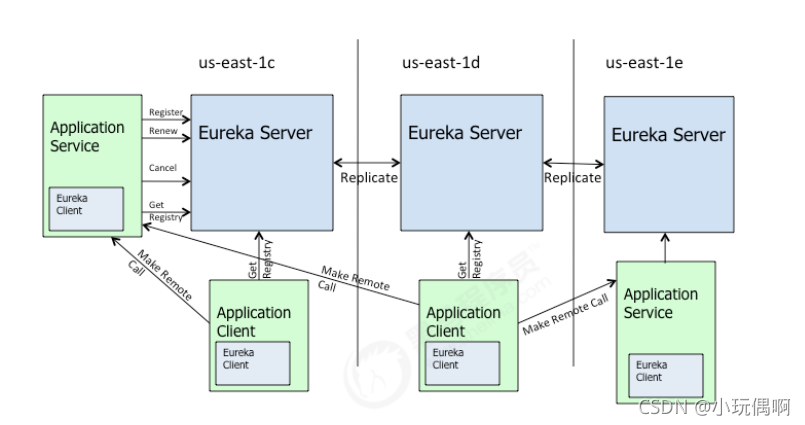 us-east-1c
us-east-1d
us-east-1e
Application
Service
Eureka
Client
Register
Renew
Cancel
Get
Registry
Eureka Server
Replicate
Eureka Server
Replicate
Eureka Server
Make Remote
Call
Get
Registry
Make Remote
Call
Get
Registry
Make Remote Call
Application
Client
Eureka
Client
Application
Client
Eureka
Client
Application
Service
Eureka
Client
CSDN @小玩偶啊